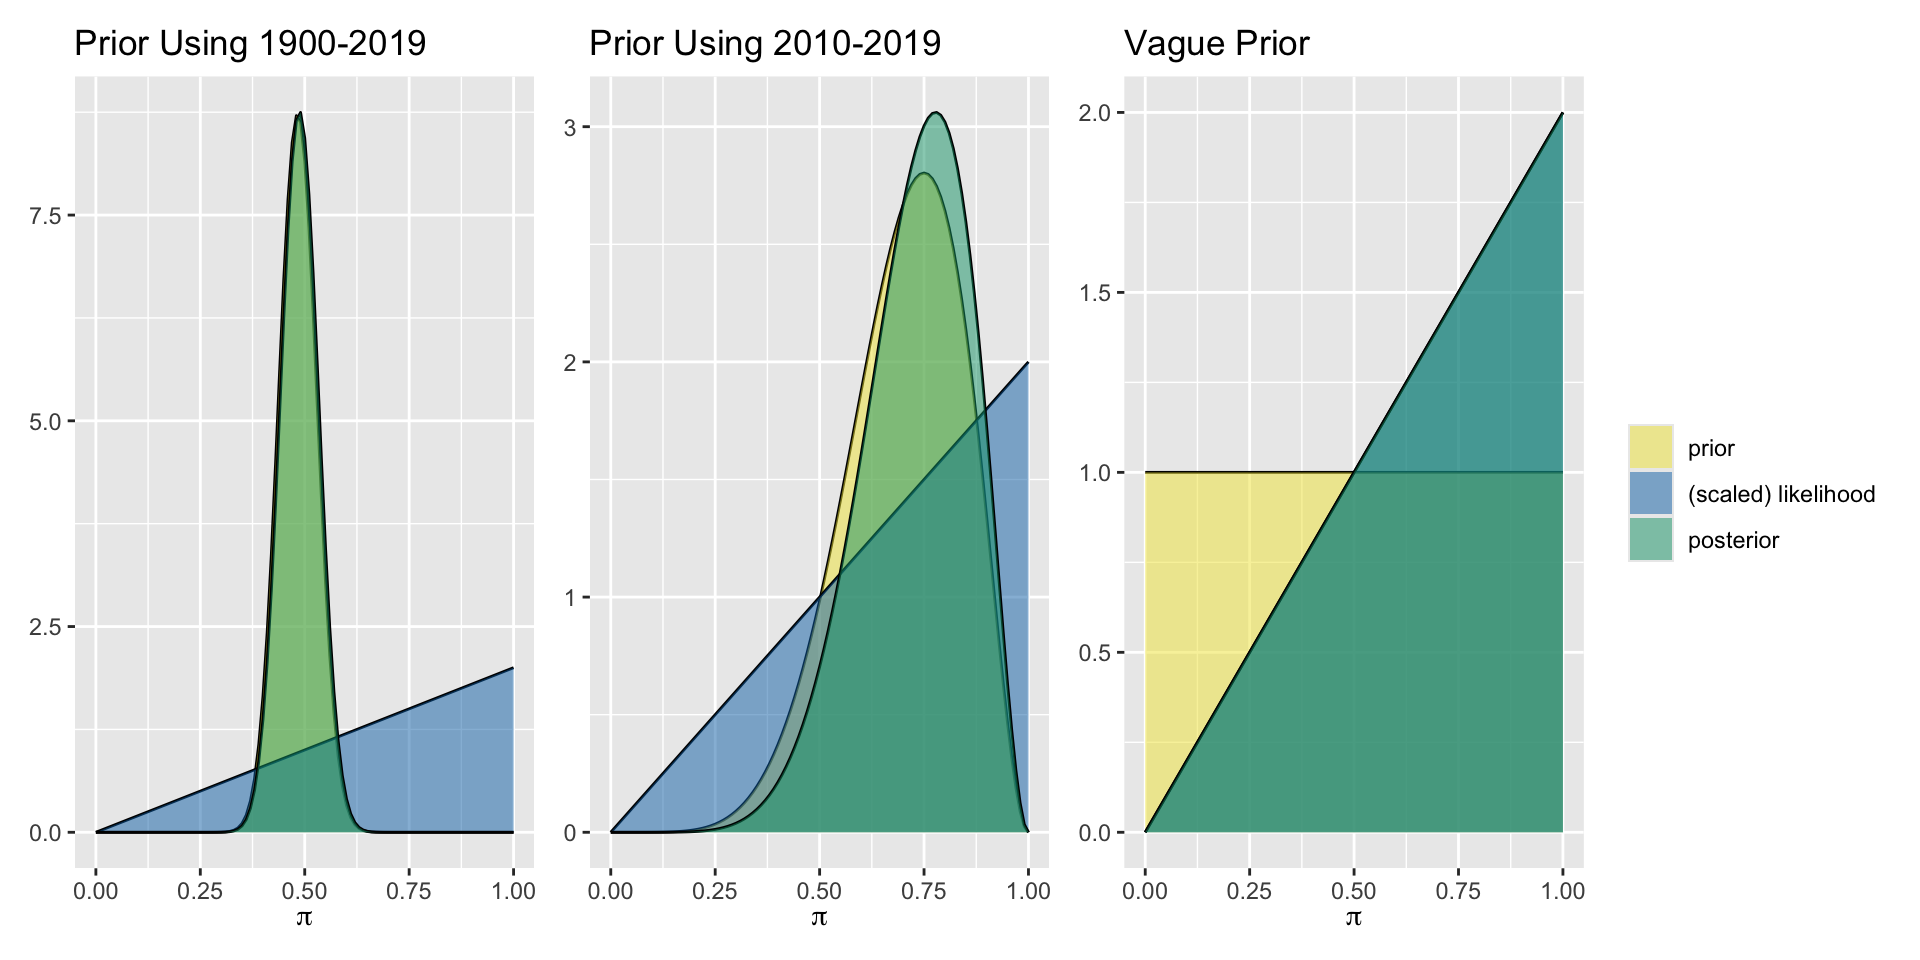 Prior Using 1900-2019
7.5
5.0
2.5
0.0
0.00 0.25 0.50 0.75 1.00
π
Prior Using 2010-2019
3
2
1
0
0.00 0.25 0.50 0.75 1.00
π
Vague Prior
2.0
1.5
1.0
0.5
0.0
0.00 0.25 0.50 0.75 1.00
π
prior
(scaled) likelihood
posterior